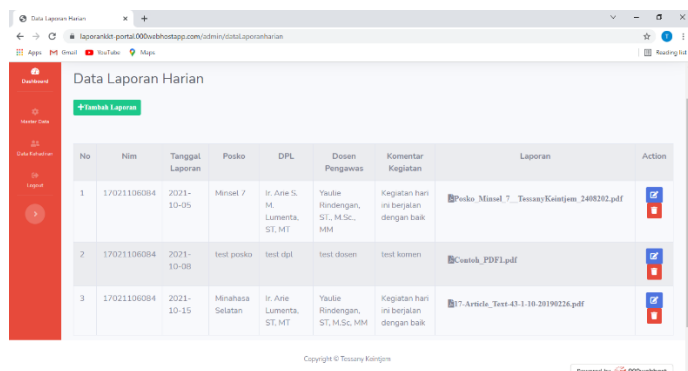 Data Laporan Harian
laporankkt-portal.000webhostapp.com/admin/dataLaporanharian
Apps Gmail YouTube Maps Reading list
Dashboard
Master Data
Data Kehadiran
Logout
Data Laporan Harian
+Tambah Laporan
No Nim Tanggal Laporan Posko DPL Dosen Pengawas Komentar Kegiatan Laporan Action
1 17021106084 2021-10-05 Minsel 7 Ir. Arie S. M. Lumenta, ST, MT Yaulie Rindengan, ST., M.Sc., MM Kegiatan hari ini berjalan dengan baik Posko_Minsel_7__TessanyKeintjem_2408202.pdf
2 17021106084 2021-10-08 test posko test dpl test dosen test komen Contoh_PDF1.pdf
3 17021106084 2021-10-15 Minahasa Selatan Ir. Arie Lumenta, ST, MT Yaulie Rindengan, ST, M.Sc, MM Kegiatan hari ini berjalan dengan baik 17-Article_Text-43-1-10-20190226.pdf
Copyright © Tessany Keintjem
Powered by 000webhost